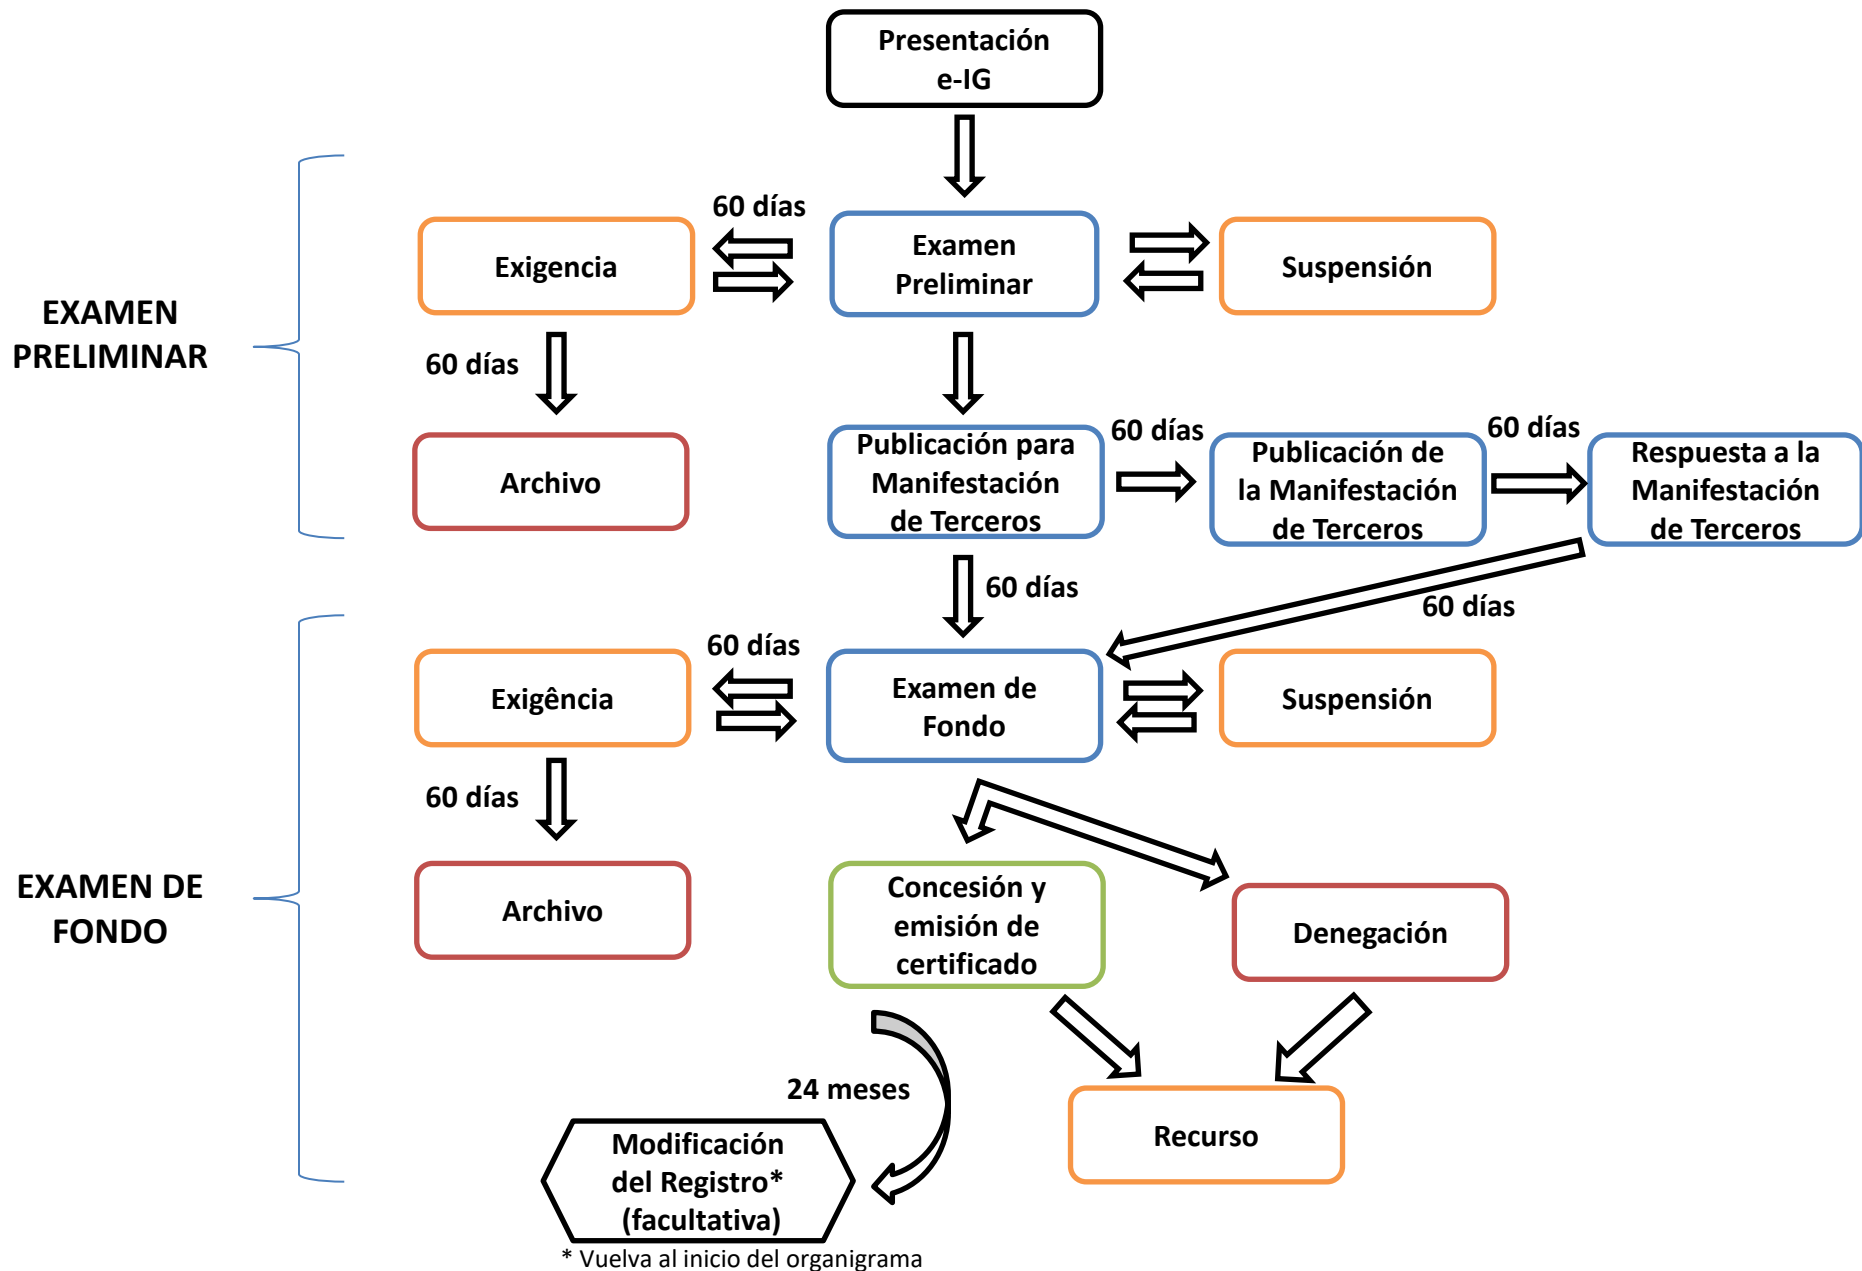 Presentación
e-IG
EXAMEN
PRELIMINAR
60 días
Exigencia
Examen
Preliminar
Suspensión
60 días
Archivo
Publicación para
Manifestación
de Terceros
60 días
Publicación de
la Manifestación
de Terceros
60 días
Respuesta a la
Manifestación
de Terceros
60 días
60 días
EXAMEN DE
FONDO
60 días
Exigência
Examen de
Fondo
Suspensión
60 días
Archivo
Concesión y
emisión de
certificado
Denegación
24 meses
Recurso
Modificación
del Registro*
(facultativa)
* Vuelva al inicio del organigrama